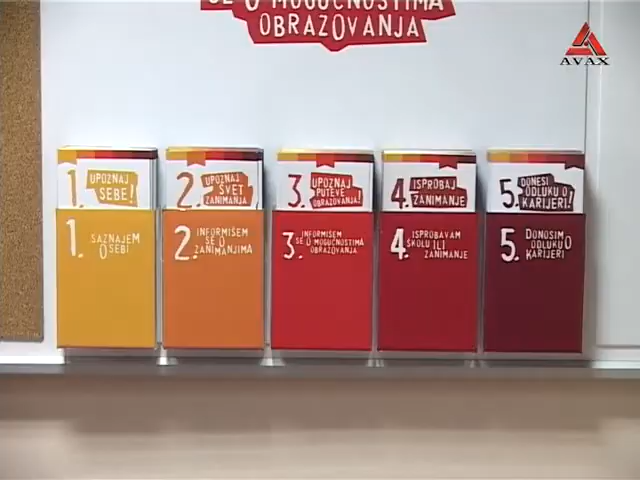 SE O MOGUĆNOSTIMA
OBRAZOVANJA
AVAX
1. UPOZNAJ
SEBE!
2. UPOZNAJ
SVET
ZANIMANJA
3. UPOZNAJ
PUTEVE
OBRAZOVANJA!
4. ISPROBAJ
ZANIMANJE
5. DONESI
ODLUKU O
KARIJERI!
1. SAZNAJEM
O SEBI
2. INFORMIŠEM
SE O
ZANIMANJIMA
3. INFORMIŠEM
SE O MOGUĆNOSTIMA
OBRAZOVANJA
4. ISPROBAVAM
ŠKOLU ILI
ZANIMANJE
5. DONOSIM
ODLUKU O
KARIJERI